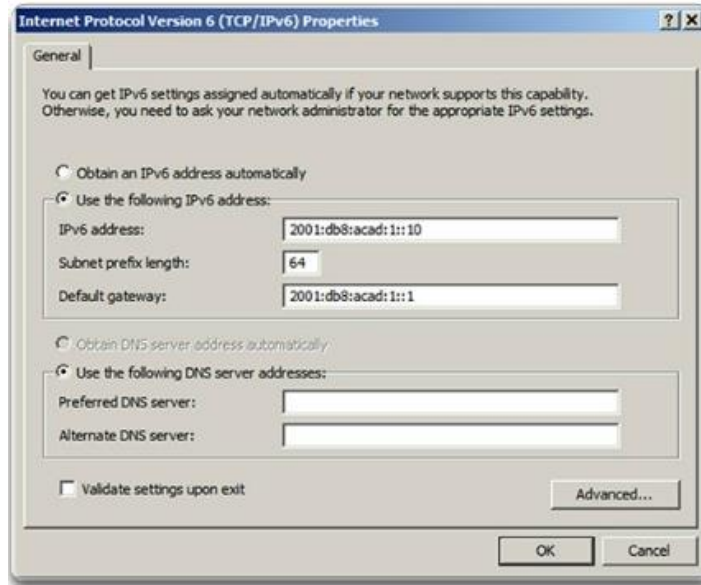 Internet Protocol Version 6 (TCP/IPv6) Properties
General
You can get IPv6 settings assigned automatically if your network supports this capability.
Otherwise, you need to ask your network administrator for the appropriate IPv6 settings.
Obtain an IPv6 address automatically
Use the following IPv6 address:
IPv6 address: 2001:db8:acad:1::10
Subnet prefix length: 64
Default gateway: 2001:db8:acad:1::1
Obtain DNS server address automatically
Use the following DNS server addresses:
Preferred DNS server:
Alternate DNS server:
Validate settings upon exit
Advanced...
OK Cancel